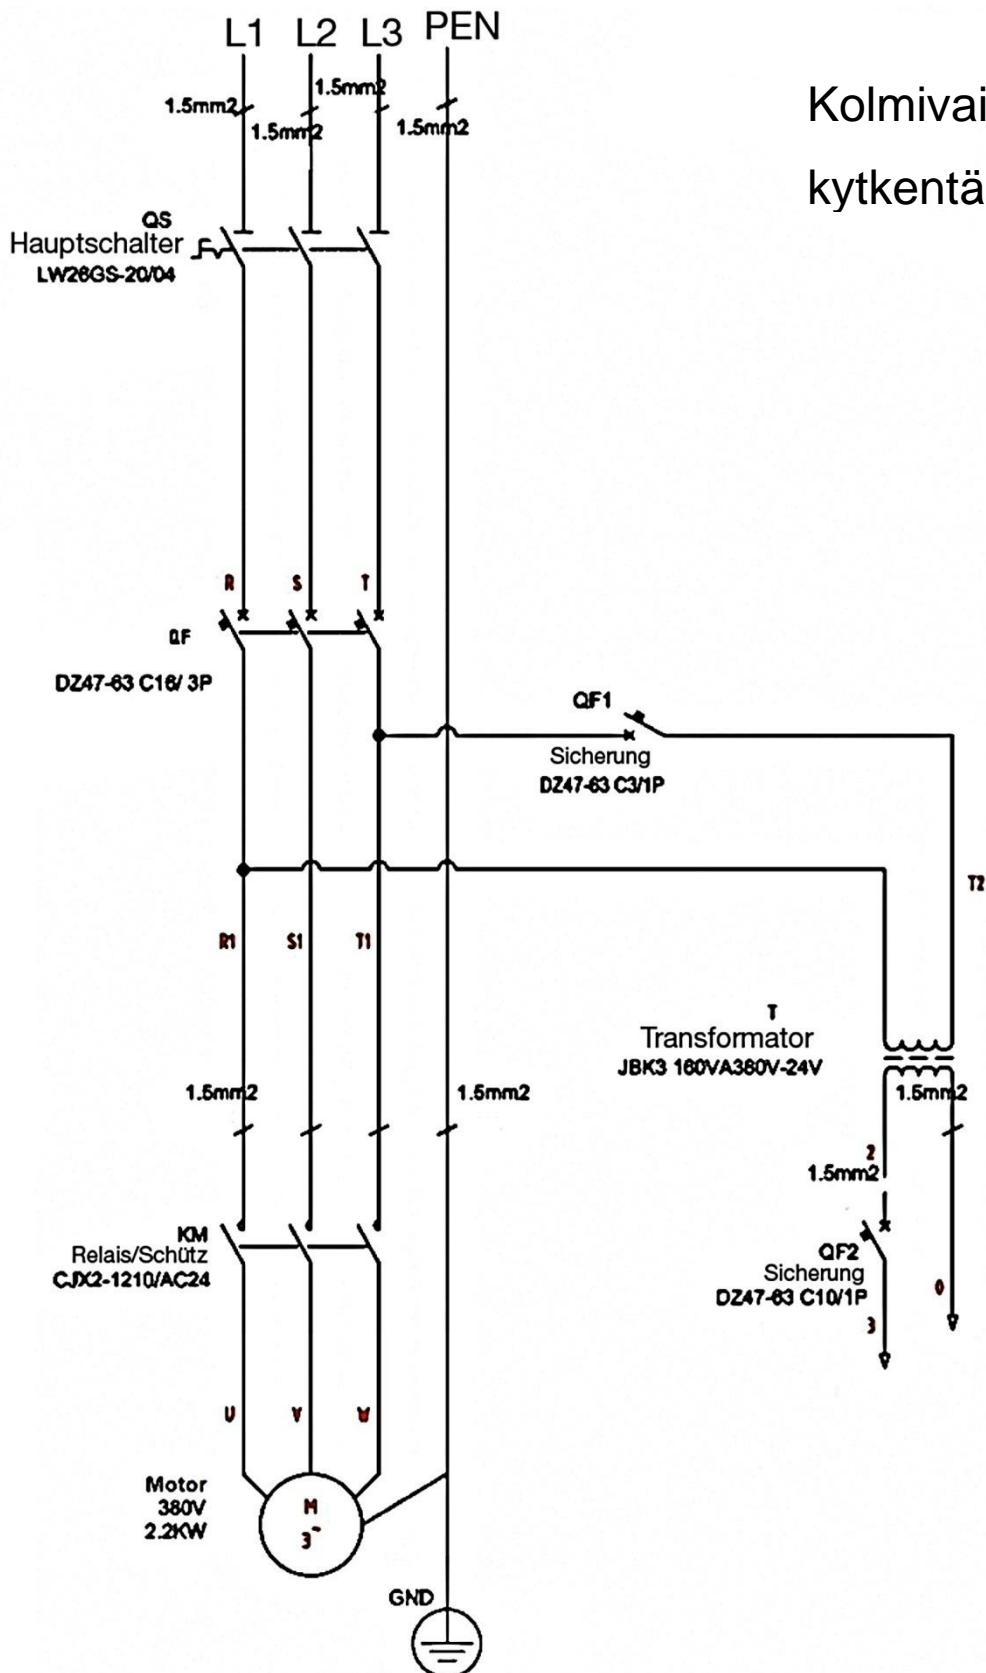 L1 L2 L3 PEN
1.5mm2
1.5mm2
1.5mm2
1.5mm2
Kolmivai
kytkentä
QS
Hauptschalter
LW26GS-20/04
R S T
QF
DZ47-63 C16/ 3P
QF1
Sicherung
DZ47-63 C3/1P
T2
R1 S1 T1
T
Transformator
JBK3 160VA380V-24V
1.5mm2
1.5mm2
1.5mm2
2
1.5mm2
KM
Relais/Schütz
CJX2-1210/AC24
QF2
Sicherung
DZ47-63 C10/1P
0
3
U V W
Motor
380V
2.2KW
M
3~
GND